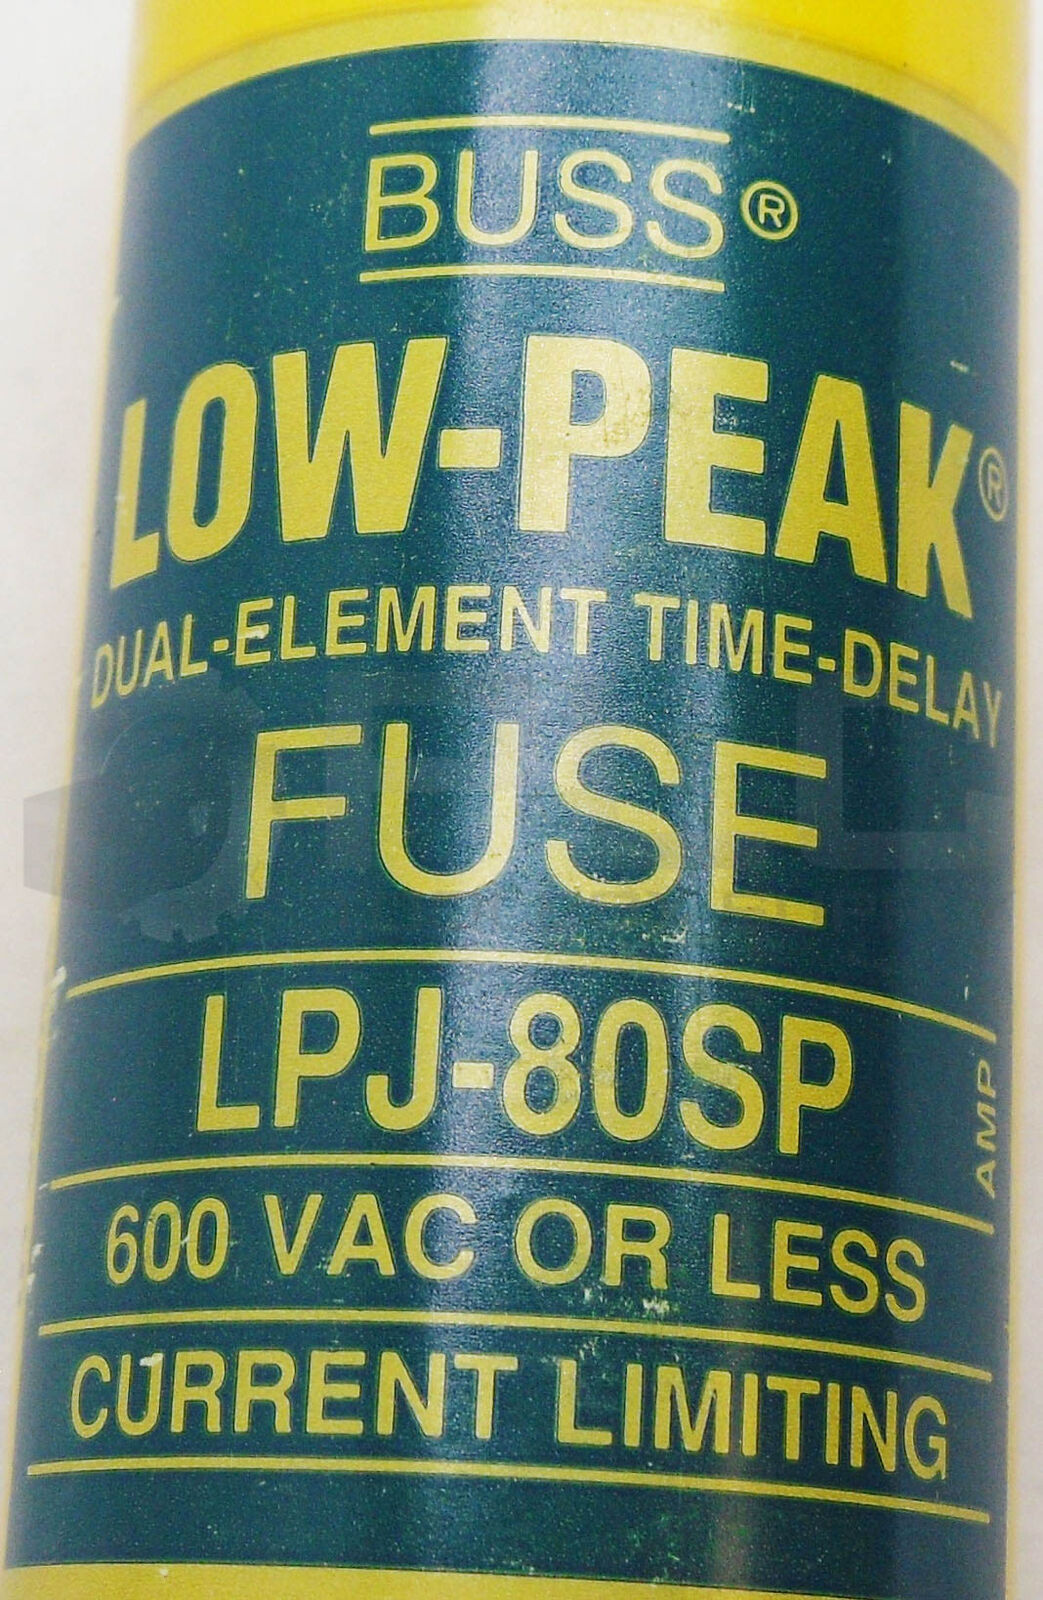 BUSS®
LOW-PEAK®
DUAL-ELEMENT TIME-DELAY
FUSE
LPJ-80SP
AMP
600 VAC OR LESS
CURRENT LIMITING